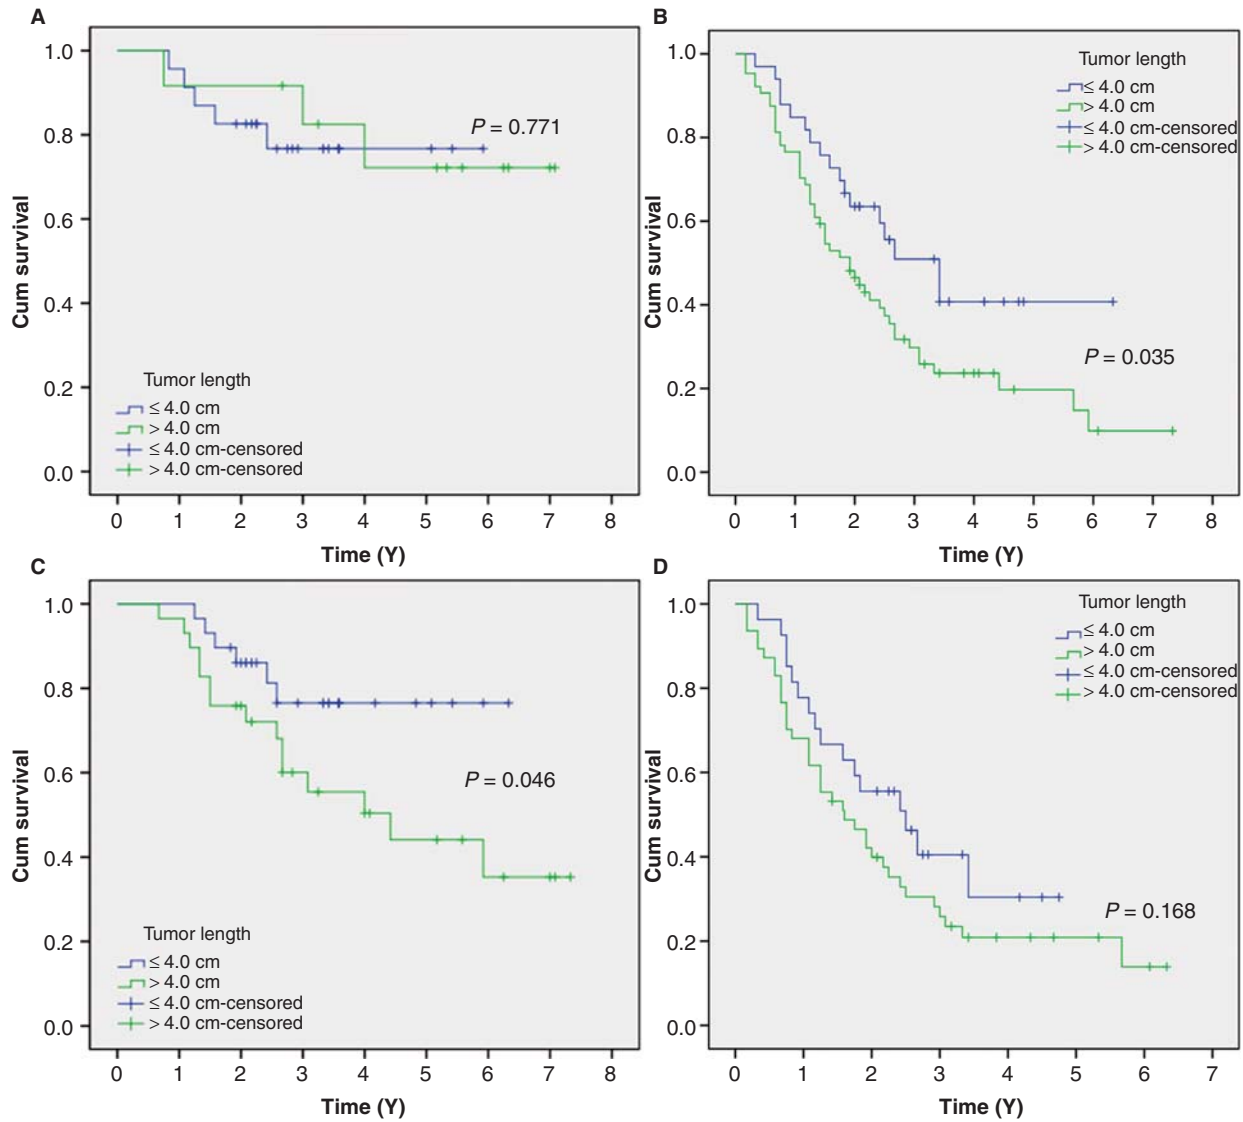 A
1.0
0.8
0.6
0.4
0.2
0.0
Cum survival
P = 0.771
Tumor length
≤ 4.0 cm
> 4.0 cm
≤ 4.0 cm-censored
> 4.0 cm-censored
0 1 2 3 4 5 6 7 8
Time (Y)
B
1.0
0.8
0.6
0.4
0.2
0.0
Cum survival
Tumor length
≤ 4.0 cm
> 4.0 cm
≤ 4.0 cm-censored
> 4.0 cm-censored
P = 0.035
0 1 2 3 4 5 6 7 8
Time (Y)
C
1.0
0.8
0.6
0.4
0.2
0.0
Cum survival
P = 0.046
Tumor length
≤ 4.0 cm
> 4.0 cm
≤ 4.0 cm-censored
> 4.0 cm-censored
0 1 2 3 4 5 6 7 8
Time (Y)
D
1.0
0.8
0.6
0.4
0.2
0.0
Cum survival
Tumor length
≤ 4.0 cm
> 4.0 cm
≤ 4.0 cm-censored
> 4.0 cm-censored
P = 0.168
0 1 2 3 4 5 6 7
Time (Y)